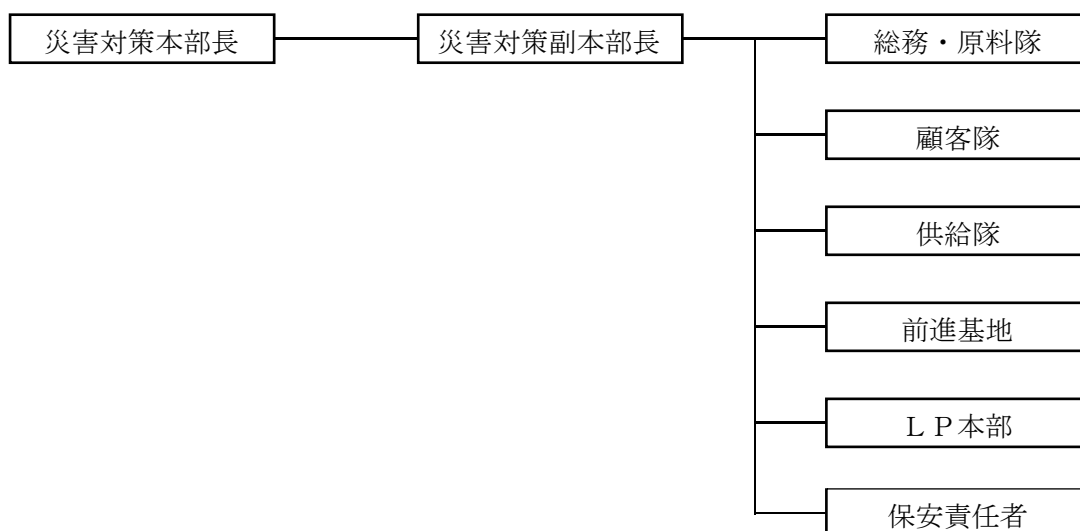 災害対策本部長
災害対策副本部長
総務・原料隊
顧客隊
供給隊
前進基地
ＬＰ本部
保安責任者